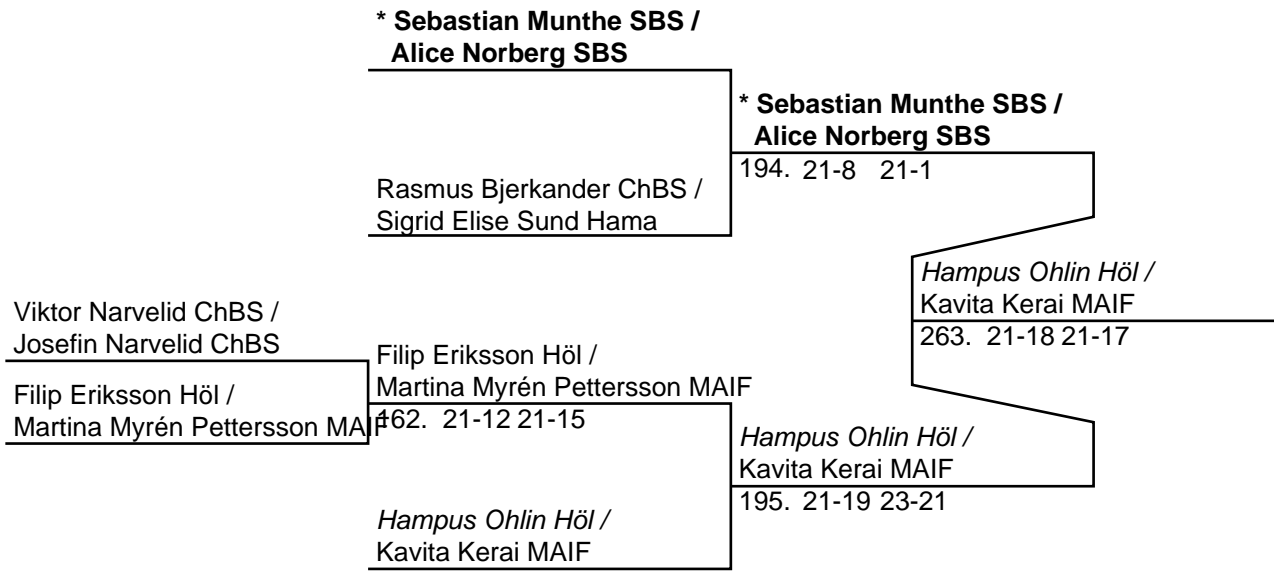 * Sebastian Munthe SBS /
Alice Norberg SBS
* Sebastian Munthe SBS /
Alice Norberg SBS
194. 21-8 21-1
Rasmus Bjerkander ChBS /
Sigrid Elise Sund Hama
Hampus Ohlin Höl /
Kavita Kerai MAIF
263. 21-18 21-17
Viktor Narvelid ChBS /
Josefin Narvelid ChBS
Filip Eriksson Höl /
Martina Myrén Pettersson MAIF
162. 21-12 21-15
Filip Eriksson Höl /
Martina Myrén Pettersson MAIF
Hampus Ohlin Höl /
Kavita Kerai MAIF
195. 21-19 23-21
Hampus Ohlin Höl /
Kavita Kerai MAIF